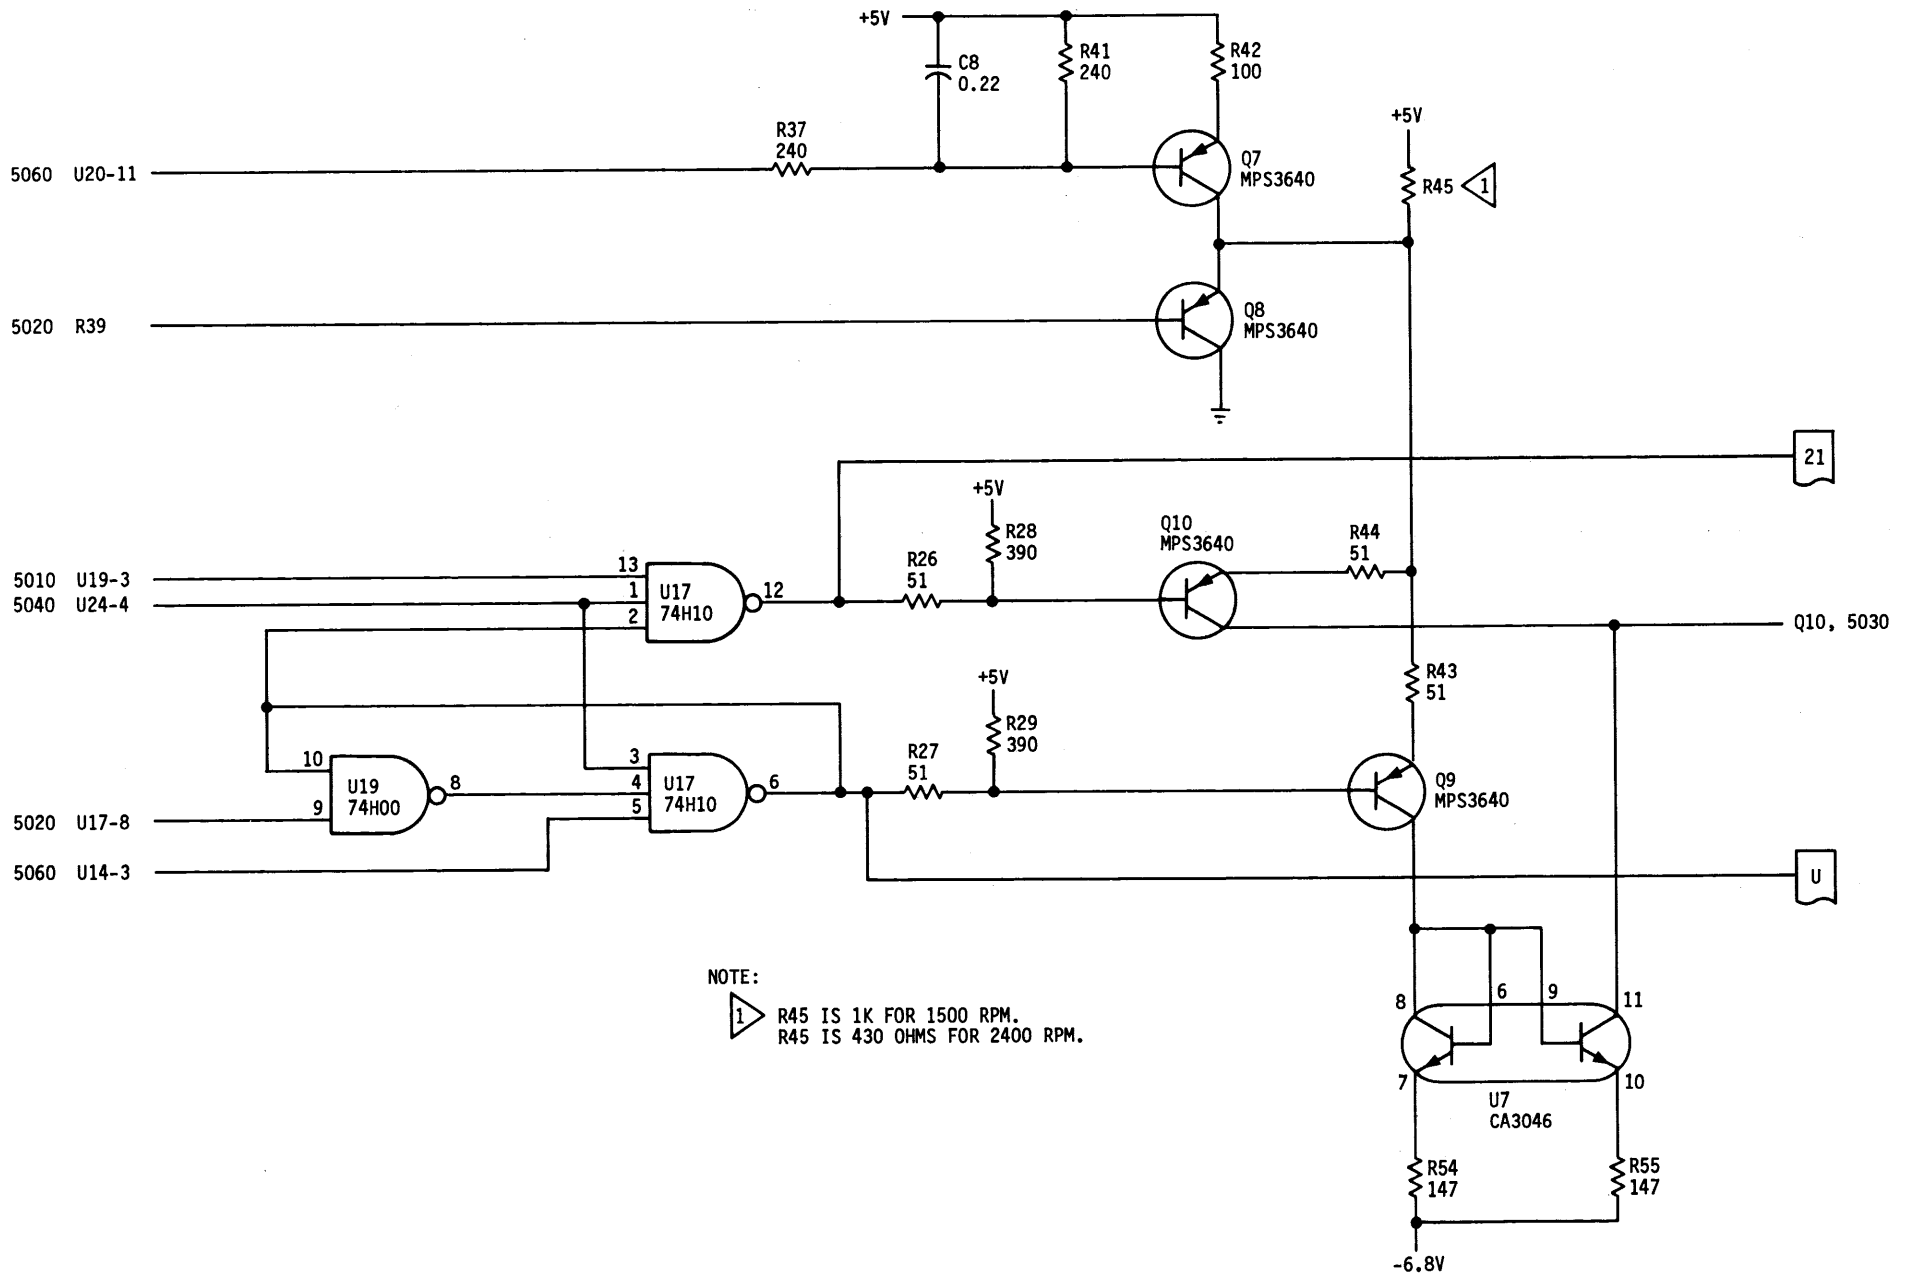 +5V
C8
0.22
R41
240
R42
100
+5V
R37
240
Q7
MPS3640
5060 U20-11
R45 1
Q8
MPS3640
5020 R39
21
+5V
R28
390
Q10
MPS3640
R44
51
R26
51
13
5010 U19-3
1
U17
74H10
12
5040 U24-4
2
Q10, 5030
+5V
R43
51
R29
390
R27
51
10
U19
74H00
8
9
3
4
5
U17
74H10
6
Q9
MPS3640
5020 U17-8
5060 U14-3
U
NOTE:
1 R45 IS 1K FOR 1500 RPM.
R45 IS 430 OHMS FOR 2400 RPM.
8
6
9
11
7
10
U7
CA3046
R54
147
R55
147
-6.8V